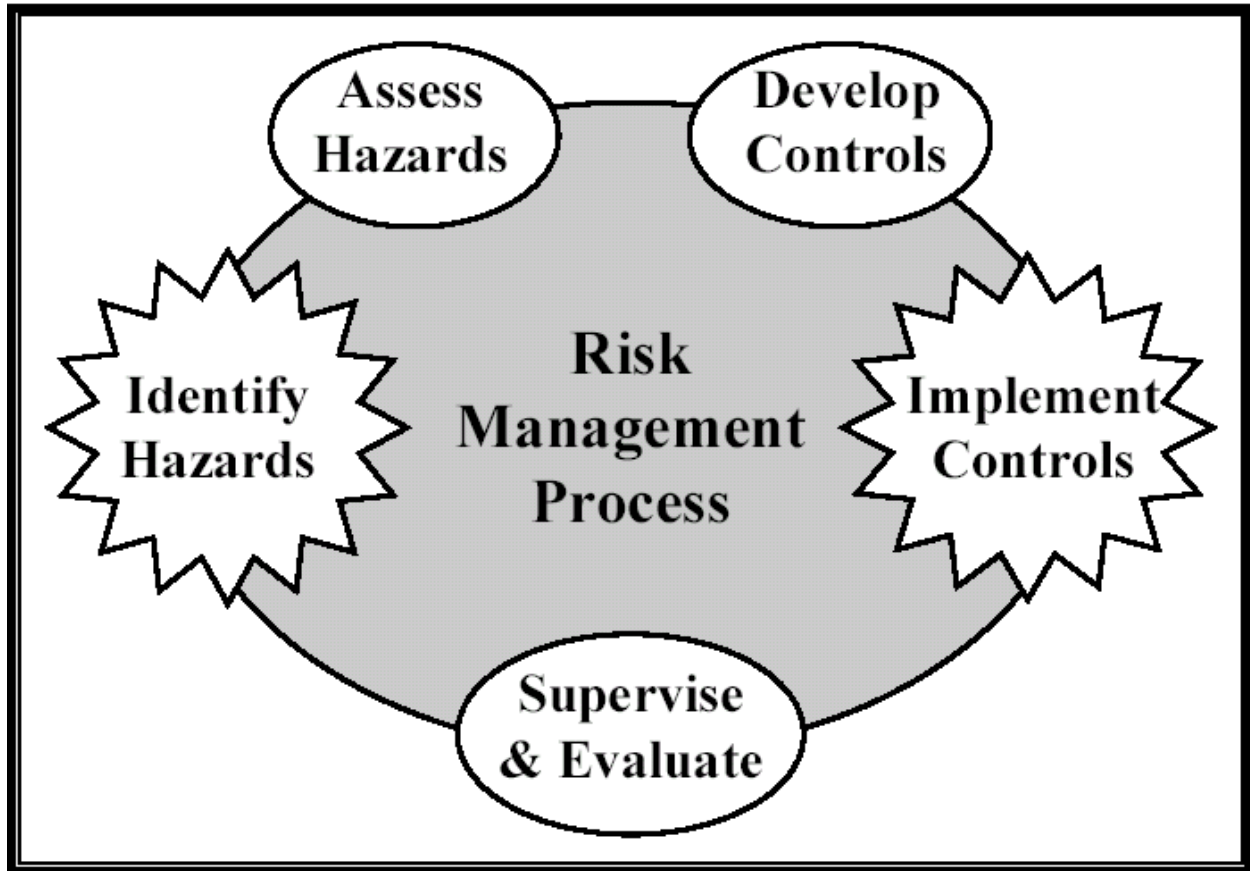 Assess
Hazards
Develop
Controls
Identify
Hazards
Risk
Management
Process
Implement
Controls
Supervise
& Evaluate